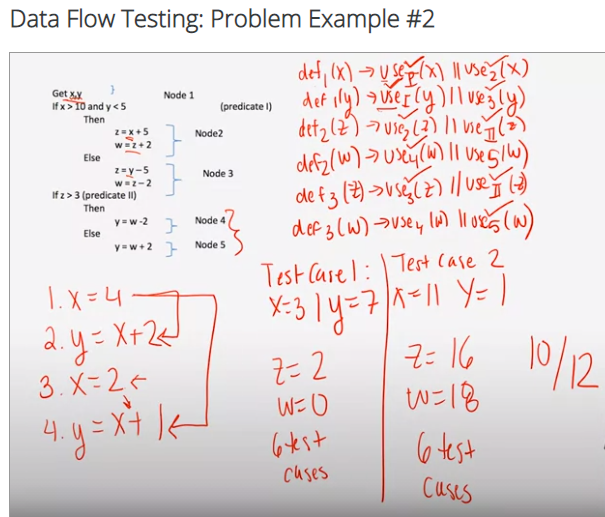 Data Flow Testing: Problem Example #2
Get x,y } Node 1
If x > 10 and y < 5 (predicate I)
Then
z = x + 5 Node2
w = z + 2
Else
z = y – 5 Node 3
w = z – 2
If z > 3 (predicate II)
Then
y = w -2 Node 4
Else
y = w + 2 Node 5
def₁(x) → use_I(x) || use₂(x)
def₁(y) → use_I(y) || use₃(y)
def₂(z) → use₂(z) || use_II(z)
def₂(w) → use₄(w) || use5(w)
def₃(z) → use₃(z) || use_II(z)
def₃(w) → use₄(w) || use5(w)
1. x = 4
2. y = x+2
3. x = 2
4. y = x+1
Test Case 1:
x=3 | y=7
z=2
w=0
6 test
cases
Test Case 2
x=11 y=1
z=16
w=18
6 test
cases
10/12